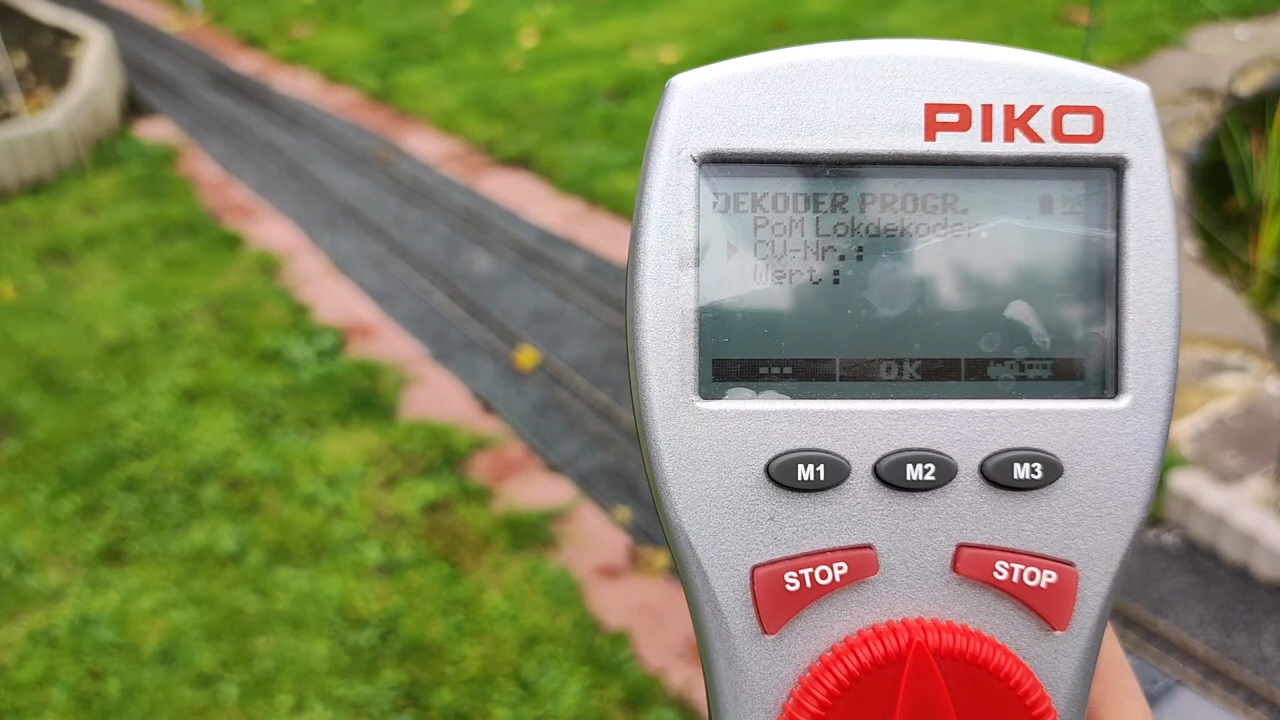 PIKO
DEKODER PROGR.
PoM Lokdekoder
CV-Nr.:
Wert:
OK
M1 M2 M3
STOP STOP